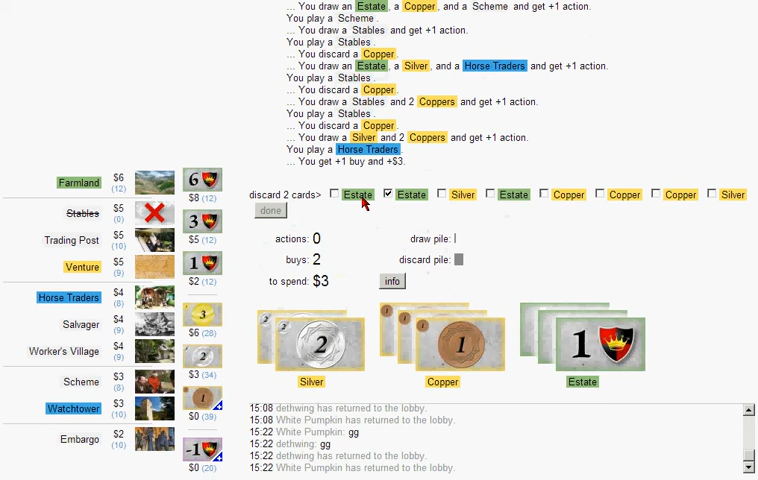 ... You draw an Estate, a Copper, and a Scheme and get +1 action.
You play a Scheme.
... You draw a Stables and get +1 action.
You play a Stables.
... You discard a Copper.
... You draw an Estate, a Silver, and a Horse Traders and get +1 action.
You play a Stables.
... You discard a Copper.
... You draw a Stables and 2 Coppers and get +1 action.
You play a Stables.
... You discard a Copper.
... You draw a Silver and 2 Coppers and get +1 action.
You play a Horse Traders.
... You get +1 buy and +$3.
Farmland $6 (12)
6 $8 (12)
Stables $5 (0)
3 $5 (12)
Trading Post $5 (10)
Venture $5 (9)
1 $2 (12)
Horse Traders $4 (8)
3 $6 (28)
Salvager $4 (9)
Worker's Village $4 (9)
2 $3 (34)
Scheme $3 (8)
1 $0 (39)
Watchtower $3 (10)
Embargo $2 (10)
-1 $0 (20)
discard 2 cards> Estate Estate Silver Estate Copper Copper Copper Silver
done
actions: 0 draw pile:
buys: 2 discard pile:
to spend: $3 info
2 2 2 1 1 1 1
Silver Copper Estate
15:08 dethwing has returned to the lobby.
15:08 White Pumpkin has returned to the lobby.
15:22 White Pumpkin: gg
15:22 dethwing: gg
15:22 dethwing has returned to the lobby.
15:22 White Pumpkin has returned to the lobby.